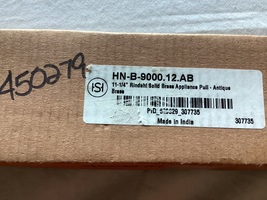 450279
HSI
HN-B-9000.12.AB
11-1/4" Rindahl Solid Brass Appliance Pull - Antique
Brass
Made in India
307735